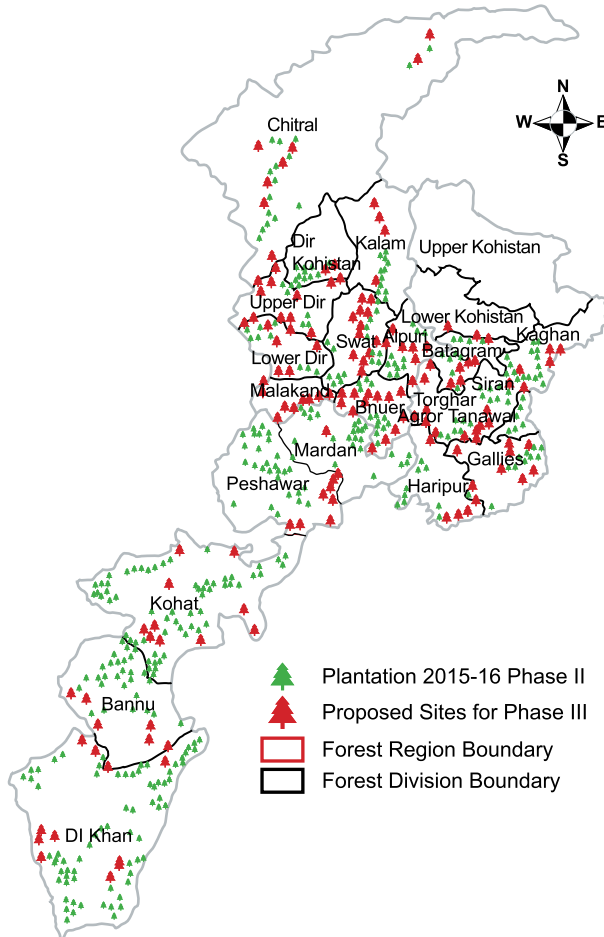 N
W E
S
Chitral
Dir
Kohistan
Kalam
Upper Kohistan
Upper Dir
Lower Kohistan
Kaghan
Swat
Alpuri
Batagram
Lower Dir
Siran
Malakand
Torghar
Bnuer
Agror Tanawal
Mardan
Gallies
Peshawar
Haripur
Kohat
Bannu
DI Khan
Plantation 2015-16 Phase II
Proposed Sites for Phase III
Forest Region Boundary
Forest Division Boundary